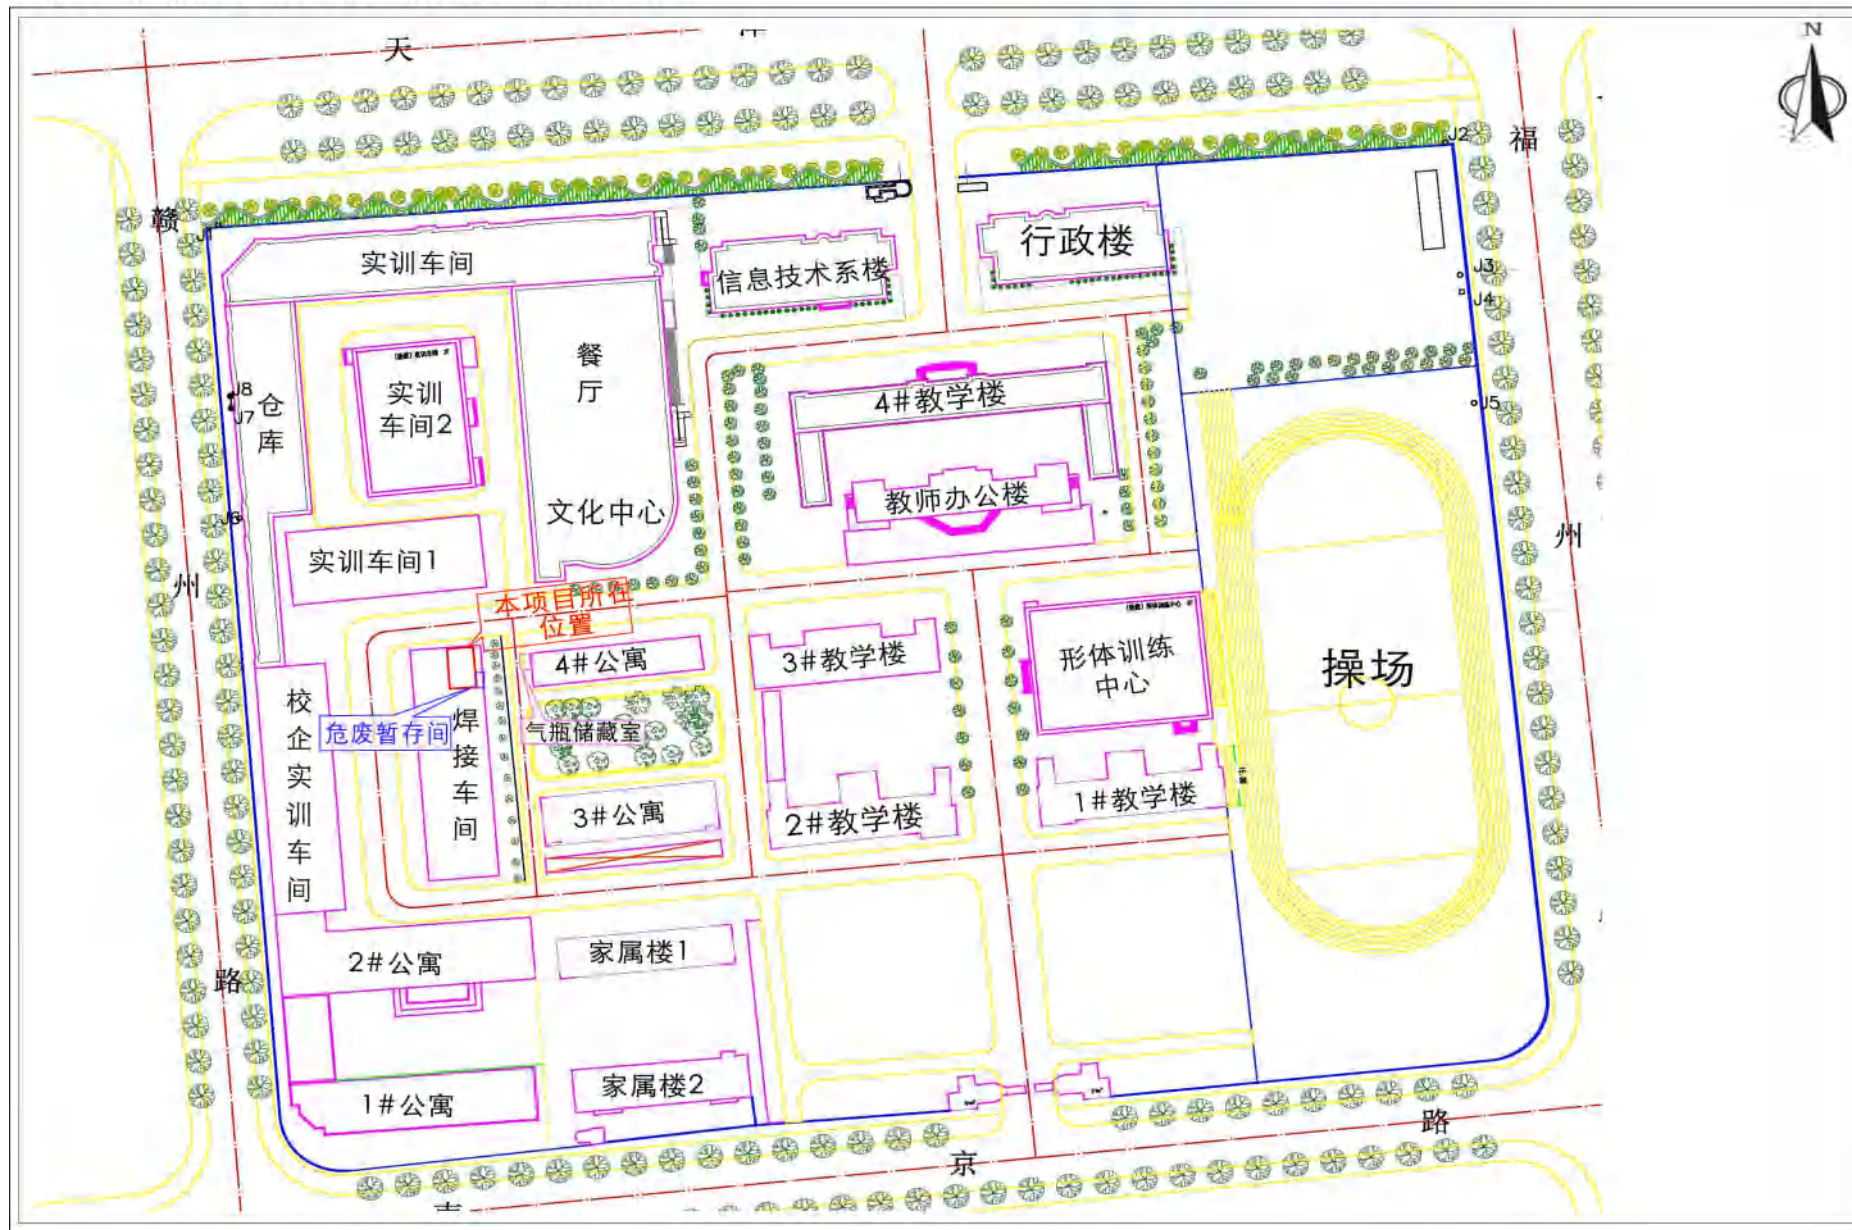 天
N
J2
福
赣
行政楼
实训车间
信息技术系楼
J3
J4
餐
厅
实训
车间2
4#教学楼
J8
J7
仓
库
J5
教师办公楼
文化中心
J6
州
实训车间1
州
本项目所在
位置
4#公寓
3#教学楼
形体训练
中心
操场
校
企
实
训
车
间
危废暂存间
焊
接
车
间
气瓶储藏室
3#公寓
2#教学楼
1#教学楼
2#公寓
家属楼1
路
1#公寓
家属楼2
路
京